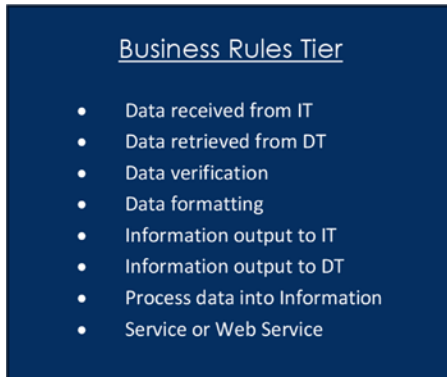 Business Rules Tier
• Data received from IT
• Data retrieved from DT
• Data verification
• Data formatting
• Information output to IT
• Information output to DT
• Process data into Information
• Service or Web Service